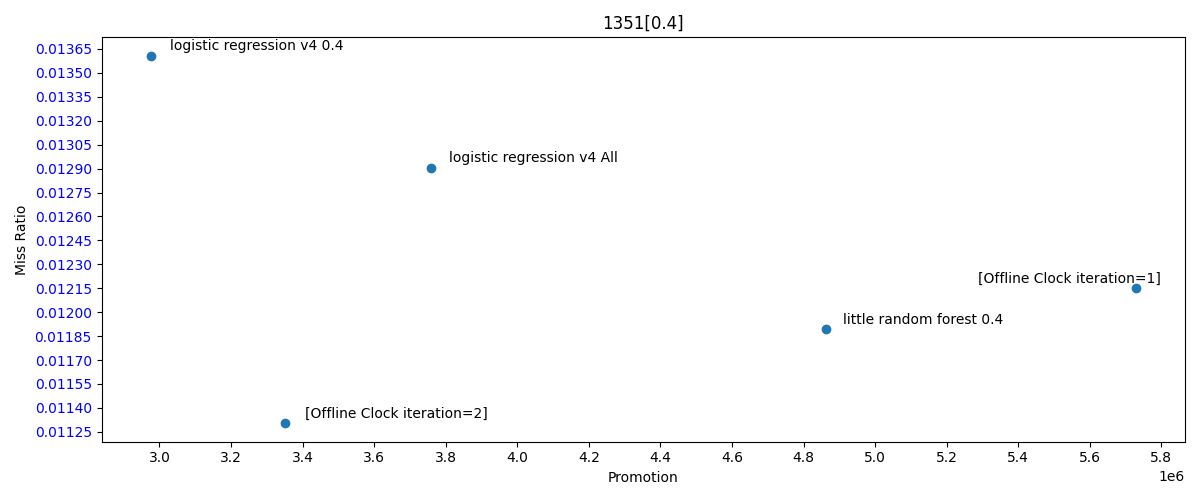 1351[0.4]
Miss Ratio
0.01365
0.01350
0.01335
0.01320
0.01305
0.01290
0.01275
0.01260
0.01245
0.01230
0.01215
0.01200
0.01185
0.01170
0.01155
0.01140
0.01125
logistic regression v4 0.4
logistic regression v4 All
[Offline Clock iteration=1]
little random forest 0.4
[Offline Clock iteration=2]
3.0 3.2 3.4 3.6 3.8 4.0 4.2 4.4 4.6 4.8 5.0 5.2 5.4 5.6 5.8
1e6
Promotion